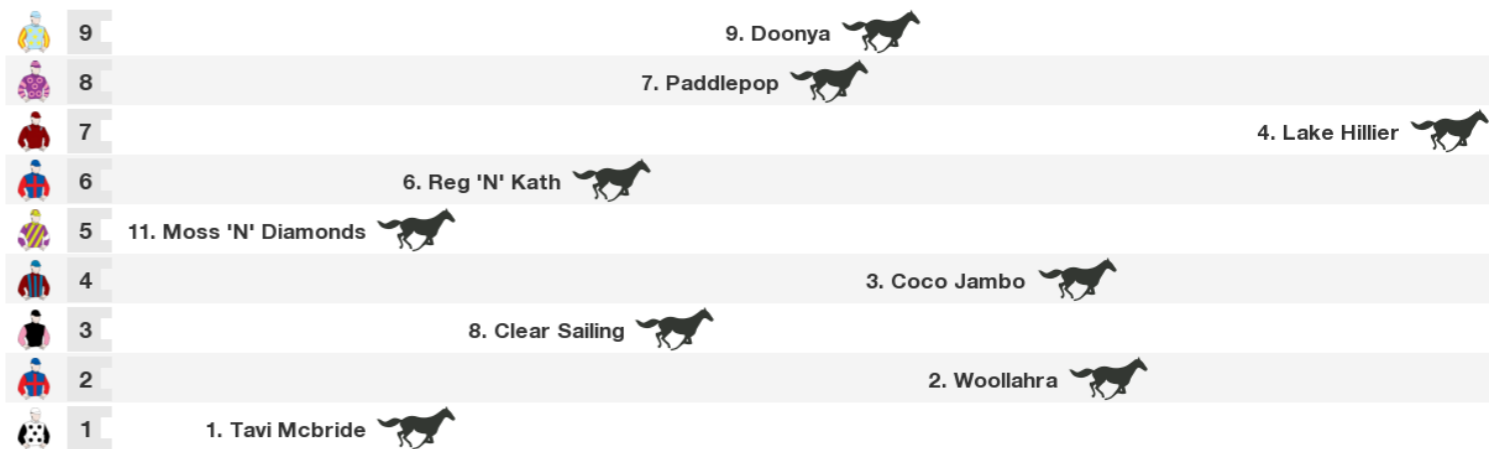 9 9. Doonya
8 7. Paddlepop
7 4. Lake Hillier
6 6. Reg 'N' Kath
5 11. Moss 'N' Diamonds
4 3. Coco Jambo
3 8. Clear Sailing
2 2. Woollahra
1 1. Tavi Mcbride